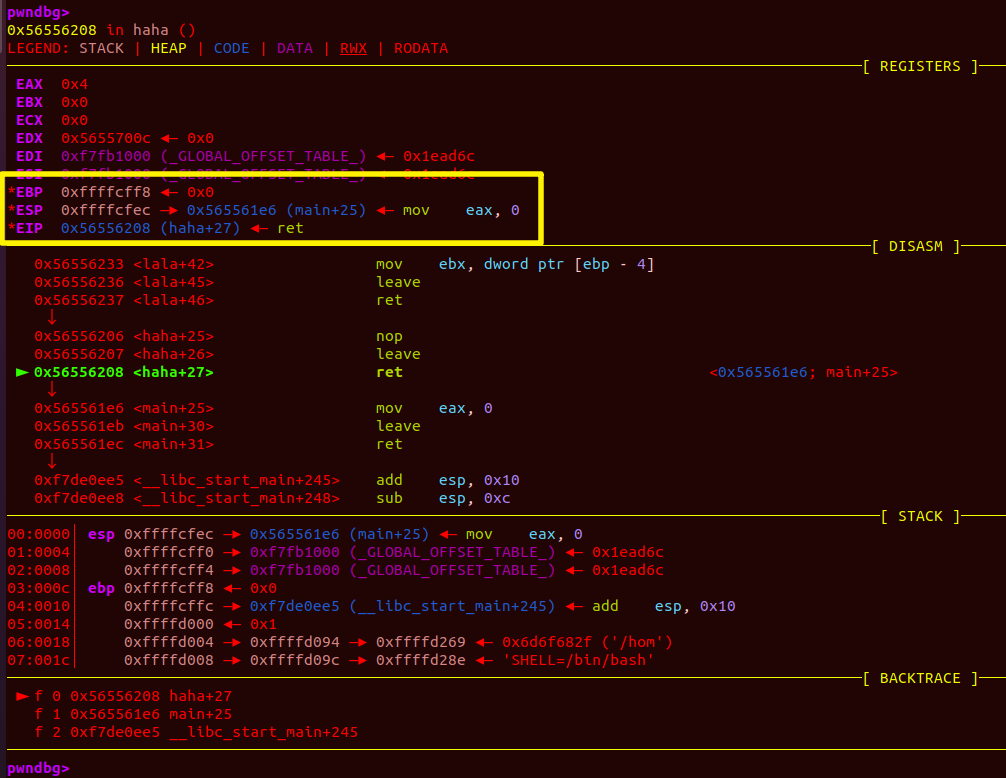 pwndbg>
0x56556208 in haha ()
LEGEND: STACK | HEAP | CODE | DATA | RWX | RODATA
[ REGISTERS ]
EAX 0x4
EBX 0x0
ECX 0x0
EDX 0x5655700c ◂— 0x0
EDI 0xf7fb1000 (_GLOBAL_OFFSET_TABLE_) ◂— 0x1ead6c
ESI 0xf7fb1000 (_GLOBAL_OFFSET_TABLE_) ◂— 0x1ead6c
*EBP 0xffffcff8 ◂— 0x0
*ESP 0xffffcfec —▸ 0x565561e6 (main+25) ◂— mov eax, 0
*EIP 0x56556208 (haha+27) ◂— ret
[ DISASM ]
0x56556233 <lala+42> mov ebx, dword ptr [ebp - 4]
0x56556236 <lala+45> leave
0x56556237 <lala+46> ret
↓
0x56556206 <haha+25> nop
0x56556207 <haha+26> leave
► 0x56556208 <haha+27> ret <0x565561e6; main+25>
↓
0x565561e6 <main+25> mov eax, 0
0x565561eb <main+30> leave
0x565561ec <main+31> ret
↓
0xf7de0ee5 <__libc_start_main+245> add esp, 0x10
0xf7de0ee8 <__libc_start_main+248> sub esp, 0xc
[ STACK ]
00:0000│ esp 0xffffcfec —▸ 0x565561e6 (main+25) ◂— mov eax, 0
01:0004│ 0xffffcff0 —▸ 0xf7fb1000 (_GLOBAL_OFFSET_TABLE_) ◂— 0x1ead6c
02:0008│ 0xffffcff4 —▸ 0xf7fb1000 (_GLOBAL_OFFSET_TABLE_) ◂— 0x1ead6c
03:000c│ ebp 0xffffcff8 ◂— 0x0
04:0010│ 0xffffcffc —▸ 0xf7de0ee5 (__libc_start_main+245) ◂— add esp, 0x10
05:0014│ 0xffffd000 ◂— 0x1
06:0018│ 0xffffd004 —▸ 0xffffd094 —▸ 0xffffd269 ◂— 0x6d6f682f ('/hom')
07:001c│ 0xffffd008 —▸ 0xffffd09c —▸ 0xffffd28e ◂— 'SHELL=/bin/bash'
[ BACKTRACE ]
► f 0 0x56556208 haha+27
f 1 0x565561e6 main+25
f 2 0xf7de0ee5 __libc_start_main+245
pwndbg>